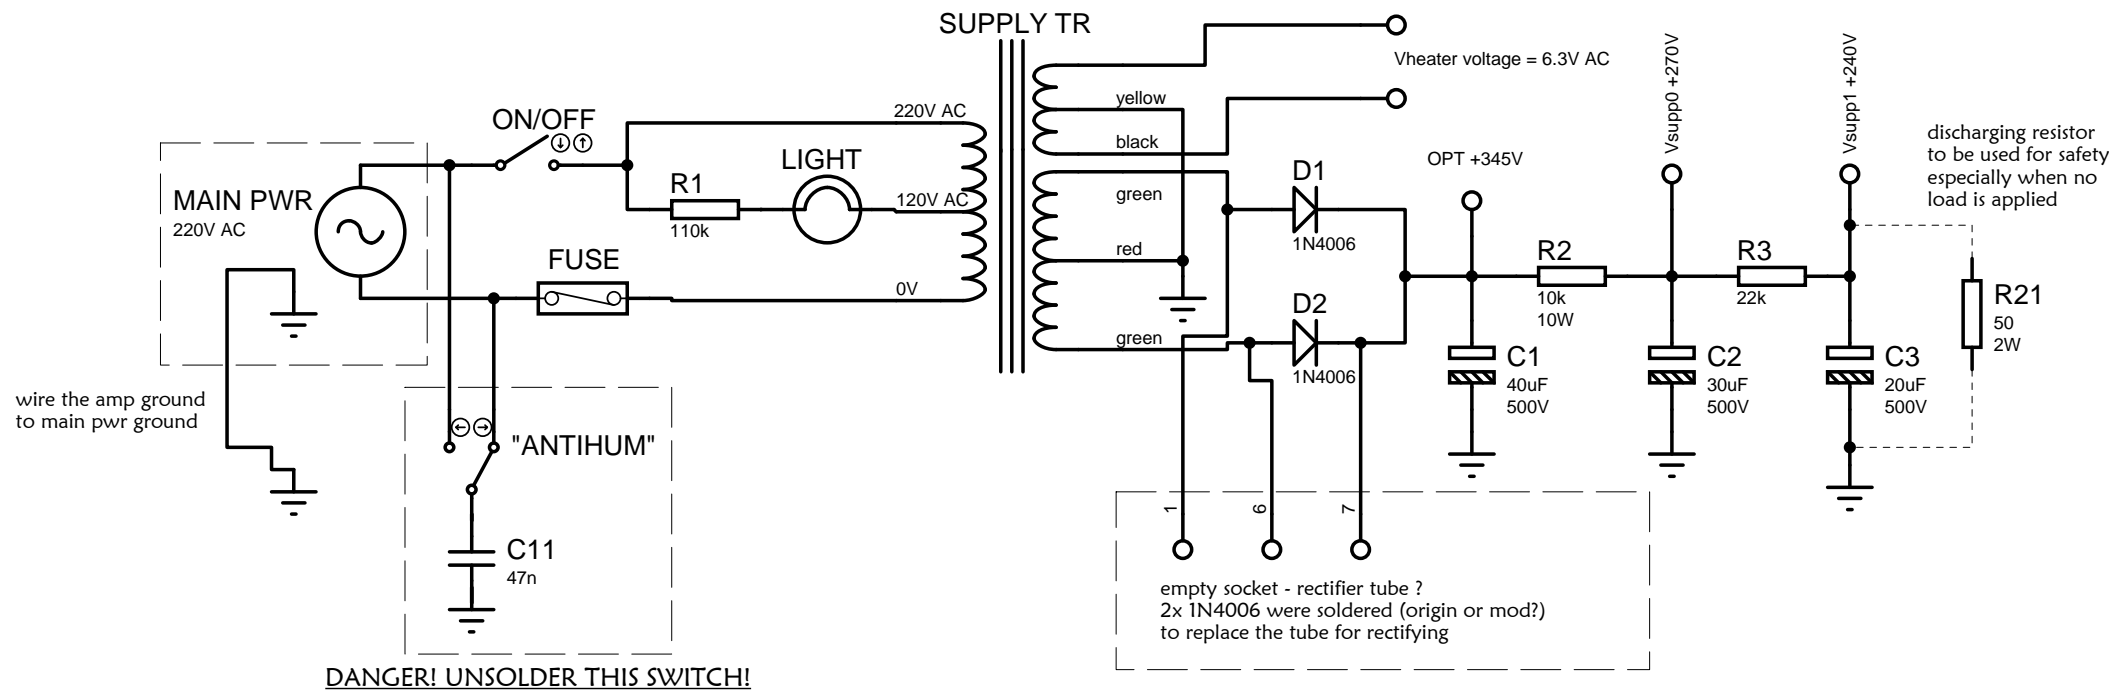 SUPPLY TR
Vheater voltage = 6.3V AC
yellow
black
220V AC
ON/OFF
LIGHT
R1
110k
120V AC
MAIN PWR
220V AC
FUSE
0V
green
red
green
D1
1N4006
D2
1N4006
OPT +345V
Vsupp0 +270V
Vsupp1 +240V
discharging resistor
to be used for safety
especially when no
load is applied
R2
10k
10W
R3
22k
R21
50
2W
C1
40uF
500V
C2
30uF
500V
C3
20uF
500V
wire the amp ground
to main pwr ground
"ANTIHUM"
C11
47n
DANGER! UNSOLDER THIS SWITCH!
1
6
7
empty socket - rectifier tube ?
2x 1N4006 were soldered (origin or mod?)
to replace the tube for rectifying